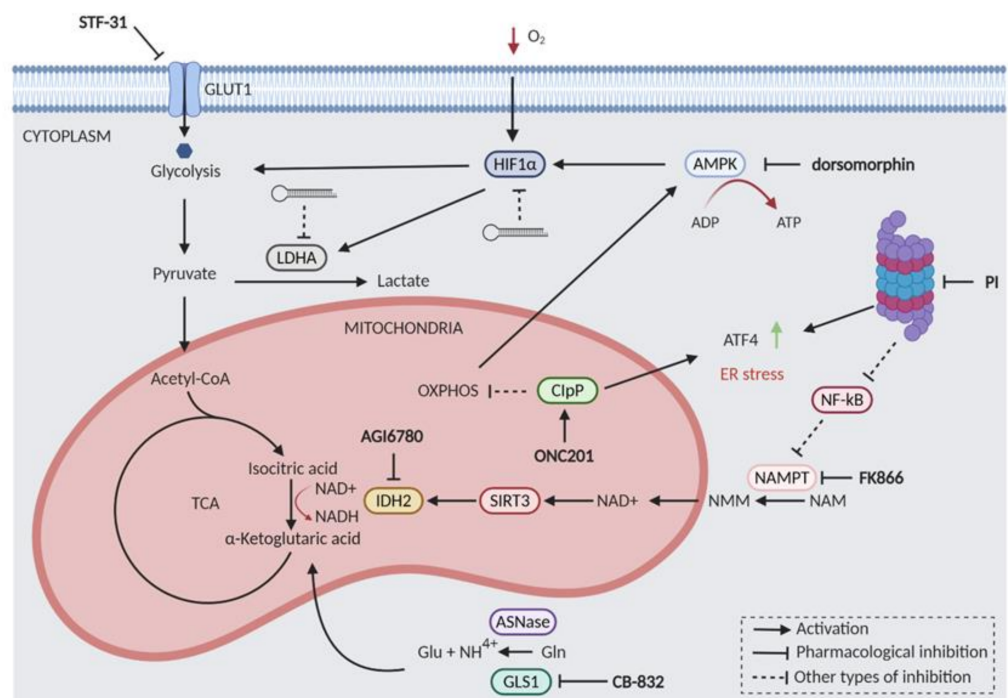 STF-31
O2
GLUT1
CYTOPLASM
Glycolysis
HIF1α
AMPK
dorsomorphin
ADP
ATP
LDHA
Pyruvate
Lactate
PI
MITOCHONDRIA
ATF4
ER stress
Acetyl-CoA
OXPHOS
ClpP
NF-kB
AGI6780
ONC201
Isocitric acid
NAD+
NADH
TCA
IDH2
SIRT3
NAD+
NMM
NAM
NAMPT
FK866
α-Ketoglutaric acid
ASNase
Glu + NH4+
Gln
GLS1
CB-832
Activation
Pharmacological inhibition
Other types of inhibition